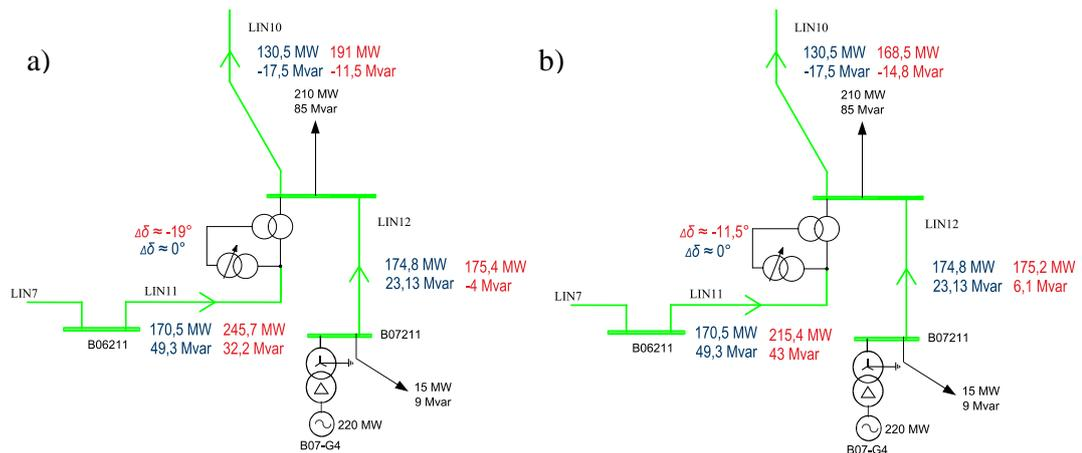 a)
LIN10
130,5 MW 191 MW
-17,5 Mvar -11,5 Mvar
210 MW
85 Mvar
LIN12
Δδ ≈ -19°
Δδ ≈ 0°
174,8 MW 175,4 MW
23,13 Mvar -4 Mvar
LIN7
LIN11
170,5 MW 245,7 MW
49,3 Mvar 32,2 Mvar
B06211
B07211
15 MW
9 Mvar
220 MW
B07-G4
b)
LIN10
130,5 MW 168,5 MW
-17,5 Mvar -14,8 Mvar
210 MW
85 Mvar
LIN12
Δδ ≈ -11,5°
Δδ ≈ 0°
174,8 MW 175,2 MW
23,13 Mvar 6,1 Mvar
LIN7
LIN11
170,5 MW 215,4 MW
49,3 Mvar 43 Mvar
B06211
B07211
15 MW
9 Mvar
220 MW
B07-G4